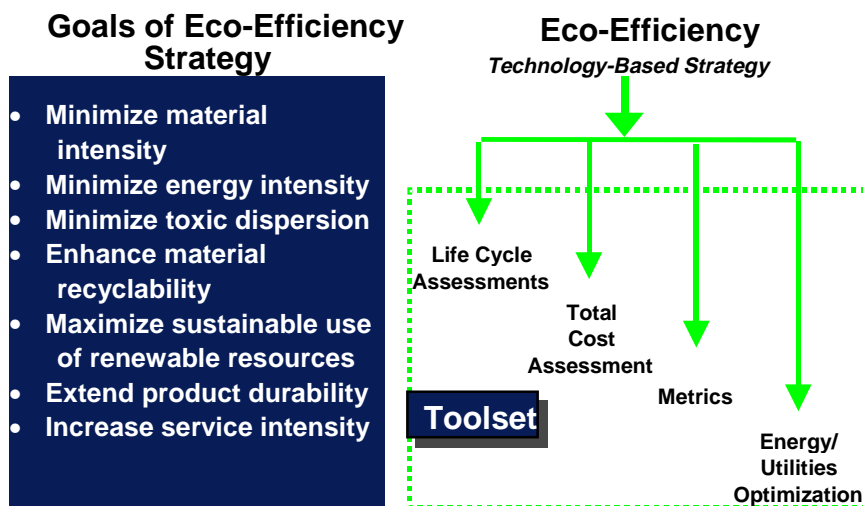 Goals of Eco-Efficiency
Strategy
• Minimize material
intensity
• Minimize energy intensity
• Minimize toxic dispersion
• Enhance material
recyclability
• Maximize sustainable use
of renewable resources
• Extend product durability
• Increase service intensity
Eco-Efficiency
Technology-Based Strategy
Life Cycle
Assessments
Total
Cost
Assessment
Metrics
Energy/
Utilities
Optimization
Toolset